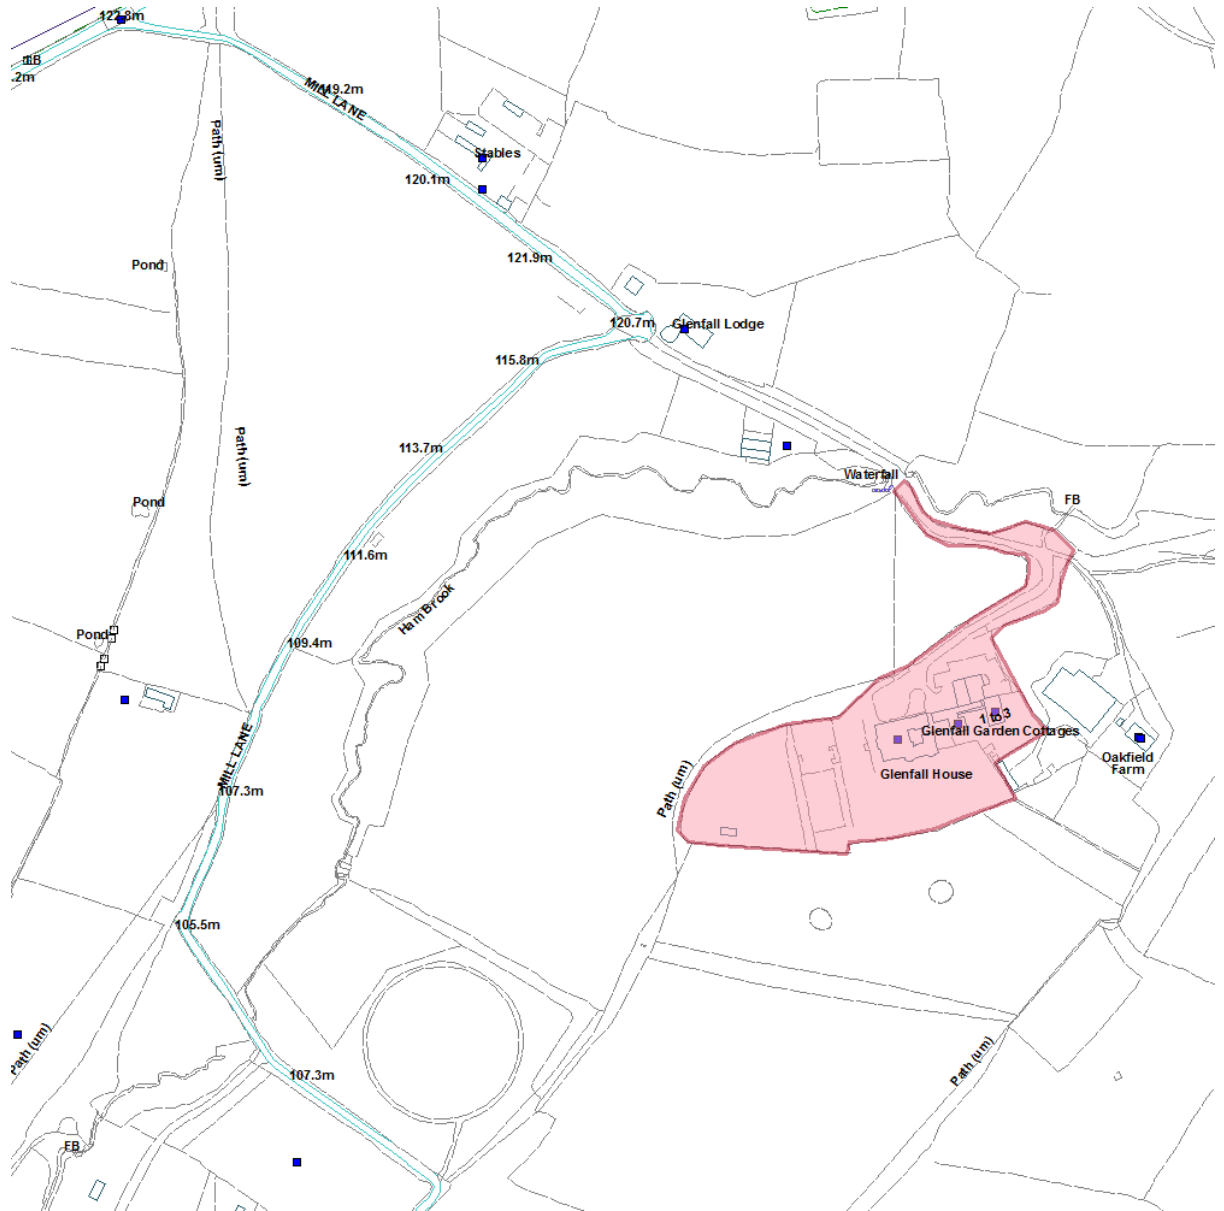 122.8m
LB
.2m
MILL LANE
119.2m
Path (um)
Stables
120.1m
121.9m
Pond
120.7m
Glenfall Lodge
115.8m
113.7m
Path (um)
Waterfall
FB
Pond
111.6m
Ham Brook
109.4m
Pond
1 to 3
Glenfall Garden Cottages
MILL LANE
Oakfield
Farm
Glenfall House
107.3m
Path (um)
105.5m
Path (um)
Path (um)
107.3m
FB